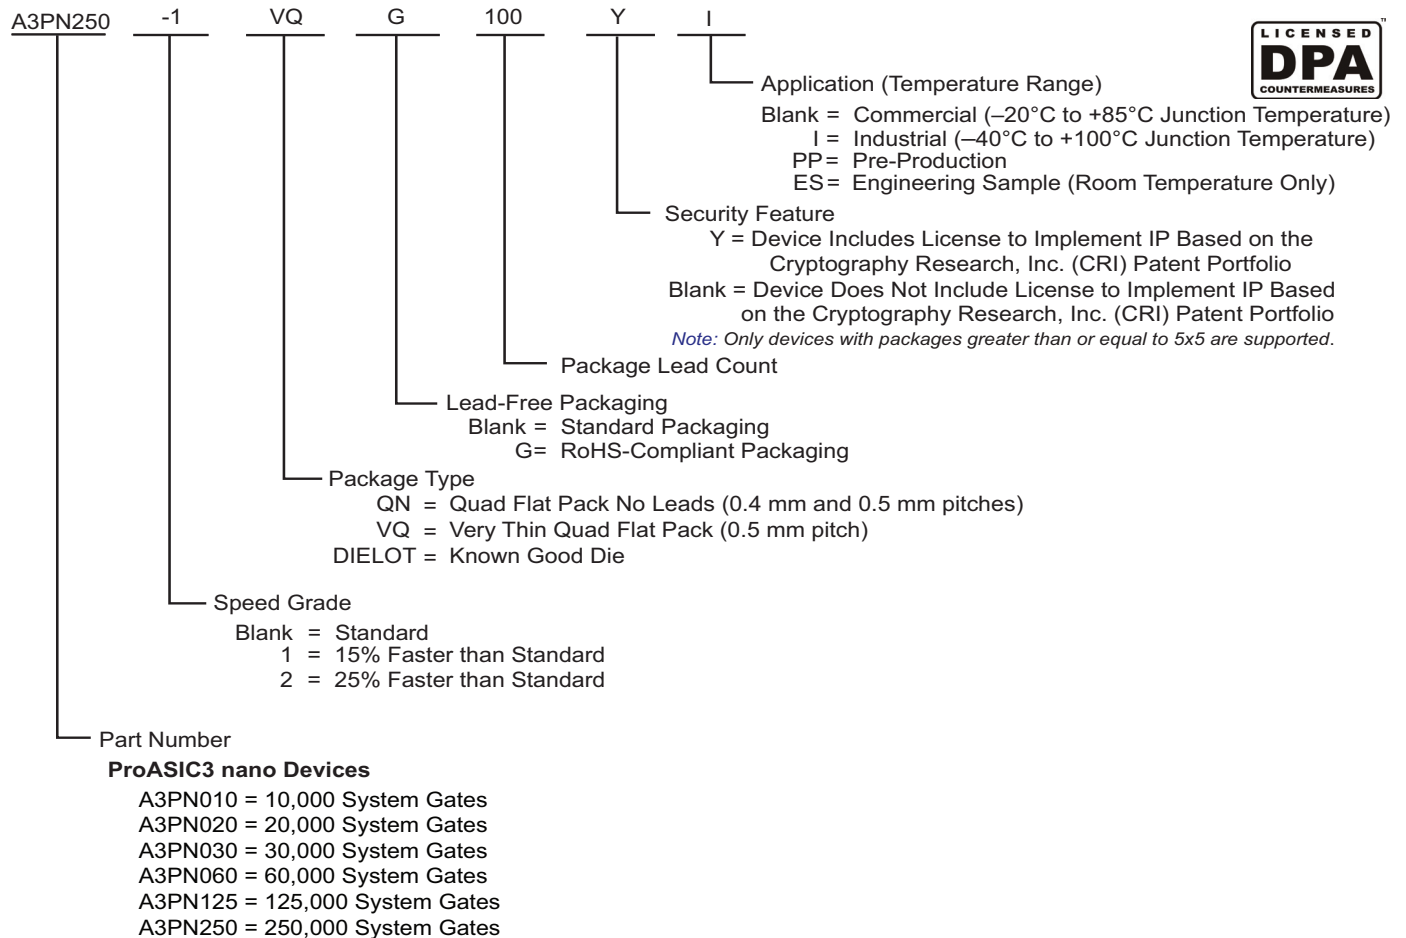 A3PN250 -1 VQ G 100 Y I
™
LICENSED
DPA
COUNTERMEASURES
Application (Temperature Range)
Blank = Commercial (–20°C to +85°C Junction Temperature)
I = Industrial (–40°C to +100°C Junction Temperature)
PP = Pre-Production
ES = Engineering Sample (Room Temperature Only)
Security Feature
Y = Device Includes License to Implement IP Based on the
Cryptography Research, Inc. (CRI) Patent Portfolio
Blank = Device Does Not Include License to Implement IP Based
on the Cryptography Research, Inc. (CRI) Patent Portfolio
Note: Only devices with packages greater than or equal to 5x5 are supported.
Package Lead Count
Lead-Free Packaging
Blank = Standard Packaging
G= RoHS-Compliant Packaging
Package Type
QN = Quad Flat Pack No Leads (0.4 mm and 0.5 mm pitches)
VQ = Very Thin Quad Flat Pack (0.5 mm pitch)
DIELOT = Known Good Die
Speed Grade
Blank = Standard
1 = 15% Faster than Standard
2 = 25% Faster than Standard
Part Number
ProASIC3 nano Devices
A3PN010 = 10,000 System Gates
A3PN020 = 20,000 System Gates
A3PN030 = 30,000 System Gates
A3PN060 = 60,000 System Gates
A3PN125 = 125,000 System Gates
A3PN250 = 250,000 System Gates